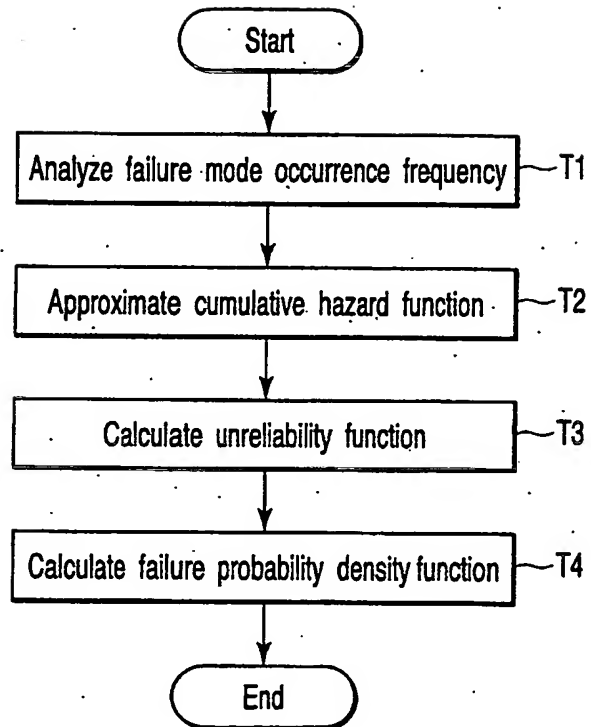 Start
Analyze failure mode occurrence frequency
T1
Approximate cumulative hazard function
T2
Calculate unreliability function
T3
Calculate failure probability density function
T4
End